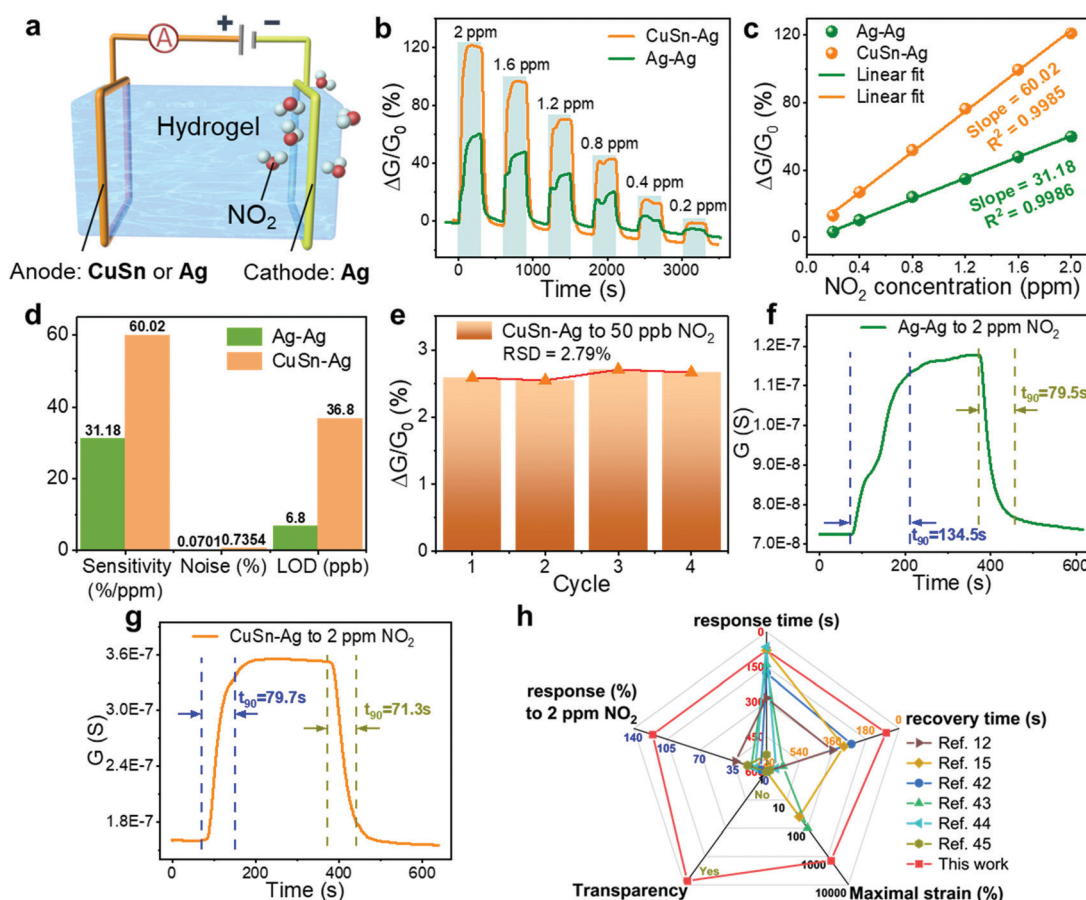 a
A
+
−
Hydrogel
NO2
Anode: CuSn or Ag
Cathode: Ag
b
CuSn-Ag
Ag-Ag
2 ppm
1.6 ppm
1.2 ppm
0.8 ppm
0.4 ppm
0.2 ppm
ΔG/G0 (%)
120
80
40
0
0
1000
2000
3000
Time (s)
c
Ag-Ag
CuSn-Ag
Linear fit
Linear fit
Slope = 60.02
R2 = 0.9985
Slope = 31.18
R2 = 0.9986
ΔG/G0 (%)
120
80
40
0
0.4
0.8
1.2
1.6
2.0
NO2 concentration (ppm)
d
Ag-Ag
CuSn-Ag
60
40
20
0
31.18
60.02
0.0701
0.7354
6.8
36.8
Sensitivity
(%/ppm)
Noise (%)
LOD (ppb)
e
CuSn-Ag to 50 ppb NO2
RSD = 2.79%
ΔG/G0 (%)
3
2
1
0
1
2
3
4
Cycle
f
Ag-Ag to 2 ppm NO2
G (S)
1.2E-7
1.1E-7
9.0E-8
7.0E-8
t90=79.5s
t90=134.5s
0
200
400
600
Time (s)
g
CuSn-Ag to 2 ppm NO2
G (S)
3.6E-7
3.0E-7
2.4E-7
1.8E-7
t90=79.7s
t90=71.3s
0
200
400
600
Time (s)
h
response time (s)
0
150
300
450
response (%)
to 2 ppm NO2
140
105
70
35
recovery time (s)
0
180
360
540
No
Yes
10
100
1000
10000
Transparency
Maximal strain (%)
Ref. 12
Ref. 15
Ref. 42
Ref. 43
Ref. 44
Ref. 45
This work